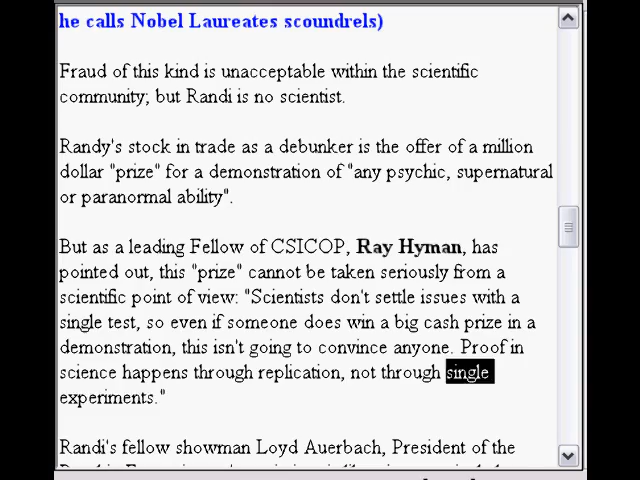 he calls Nobel Laureates scoundrels)
Fraud of this kind is unacceptable within the scientific
community; but Randi is no scientist.
Randy's stock in trade as a debunker is the offer of a million
dollar "prize" for a demonstration of "any psychic, supernatural
or paranormal ability".
But as a leading Fellow of CSICOP, Ray Hyman, has
pointed out, this "prize" cannot be taken seriously from a
scientific point of view: "Scientists don't settle issues with a
single test, so even if someone does win a big cash prize in a
demonstration, this isn't going to convince anyone. Proof in
science happens through replication, not through single
experiments."
Randi's fellow showman Loyd Auerbach, President of the